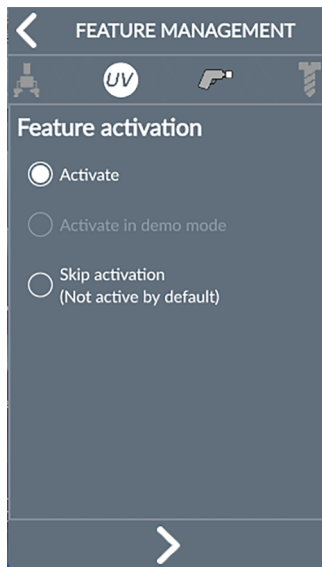 FEATURE MANAGEMENT
UV
Feature activation
Activate
Activate in demo mode
Skip activation
(Not active by default)